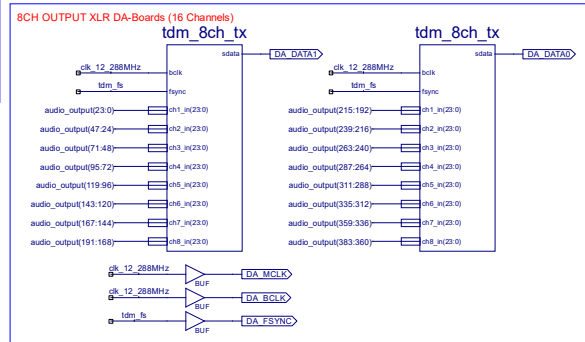 8CH OUTPUT XLR DA-Boards (16 Channels)
tdm_8ch_tx
sdata
DA_DATA1
clk_12_288MHz
bclk
tdm_fs
fsync
audio_output(23:0)
ch1_in(23:0)
audio_output(47:24)
ch2_in(23:0)
audio_output(71:48)
ch3_in(23:0)
audio_output(95:72)
ch4_in(23:0)
audio_output(119:96)
ch5_in(23:0)
audio_output(143:120)
ch6_in(23:0)
audio_output(167:144)
ch7_in(23:0)
audio_output(191:168)
ch8_in(23:0)
tdm_8ch_tx
sdata
DA_DATA0
clk_12_288MHz
bclk
tdm_fs
fsync
audio_output(215:192)
ch1_in(23:0)
audio_output(239:216)
ch2_in(23:0)
audio_output(263:240)
ch3_in(23:0)
audio_output(287:264)
ch4_in(23:0)
audio_output(311:288)
ch5_in(23:0)
audio_output(335:312)
ch6_in(23:0)
audio_output(359:336)
ch7_in(23:0)
audio_output(383:360)
ch8_in(23:0)
clk_12_288MHz
BUF
DA_MCLK
clk_12_288MHz
BUF
DA_BCLK
tdm_fs
BUF
DA_FSYNC